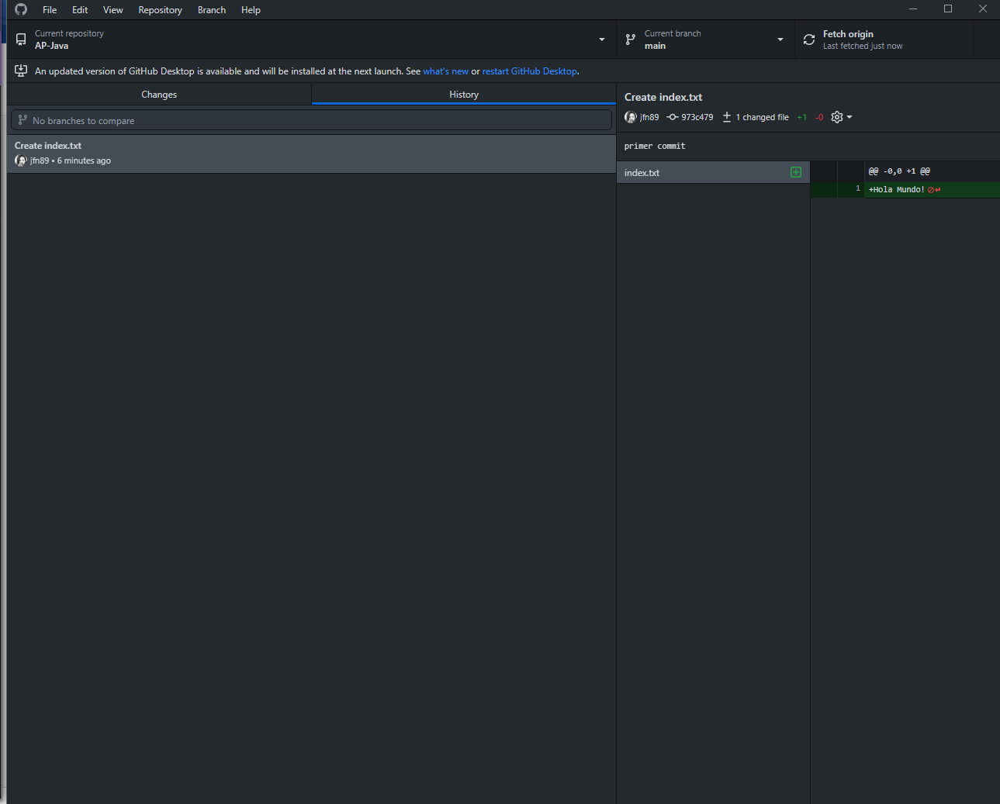 File Edit View Repository Branch Help
Current repository
AP-Java
Current branch
main
Fetch origin
Last fetched just now
An updated version of GitHub Desktop is available and will be installed at the next launch. See what's new or restart GitHub Desktop.
Changes
History
No branches to compare
Create index.txt
jfn89 • 6 minutes ago
Create index.txt
jfn89 973c479 1 changed file +1 -0
primer commit
index.txt
@@ -0,0 +1 @@
1 +Hola Mundo!